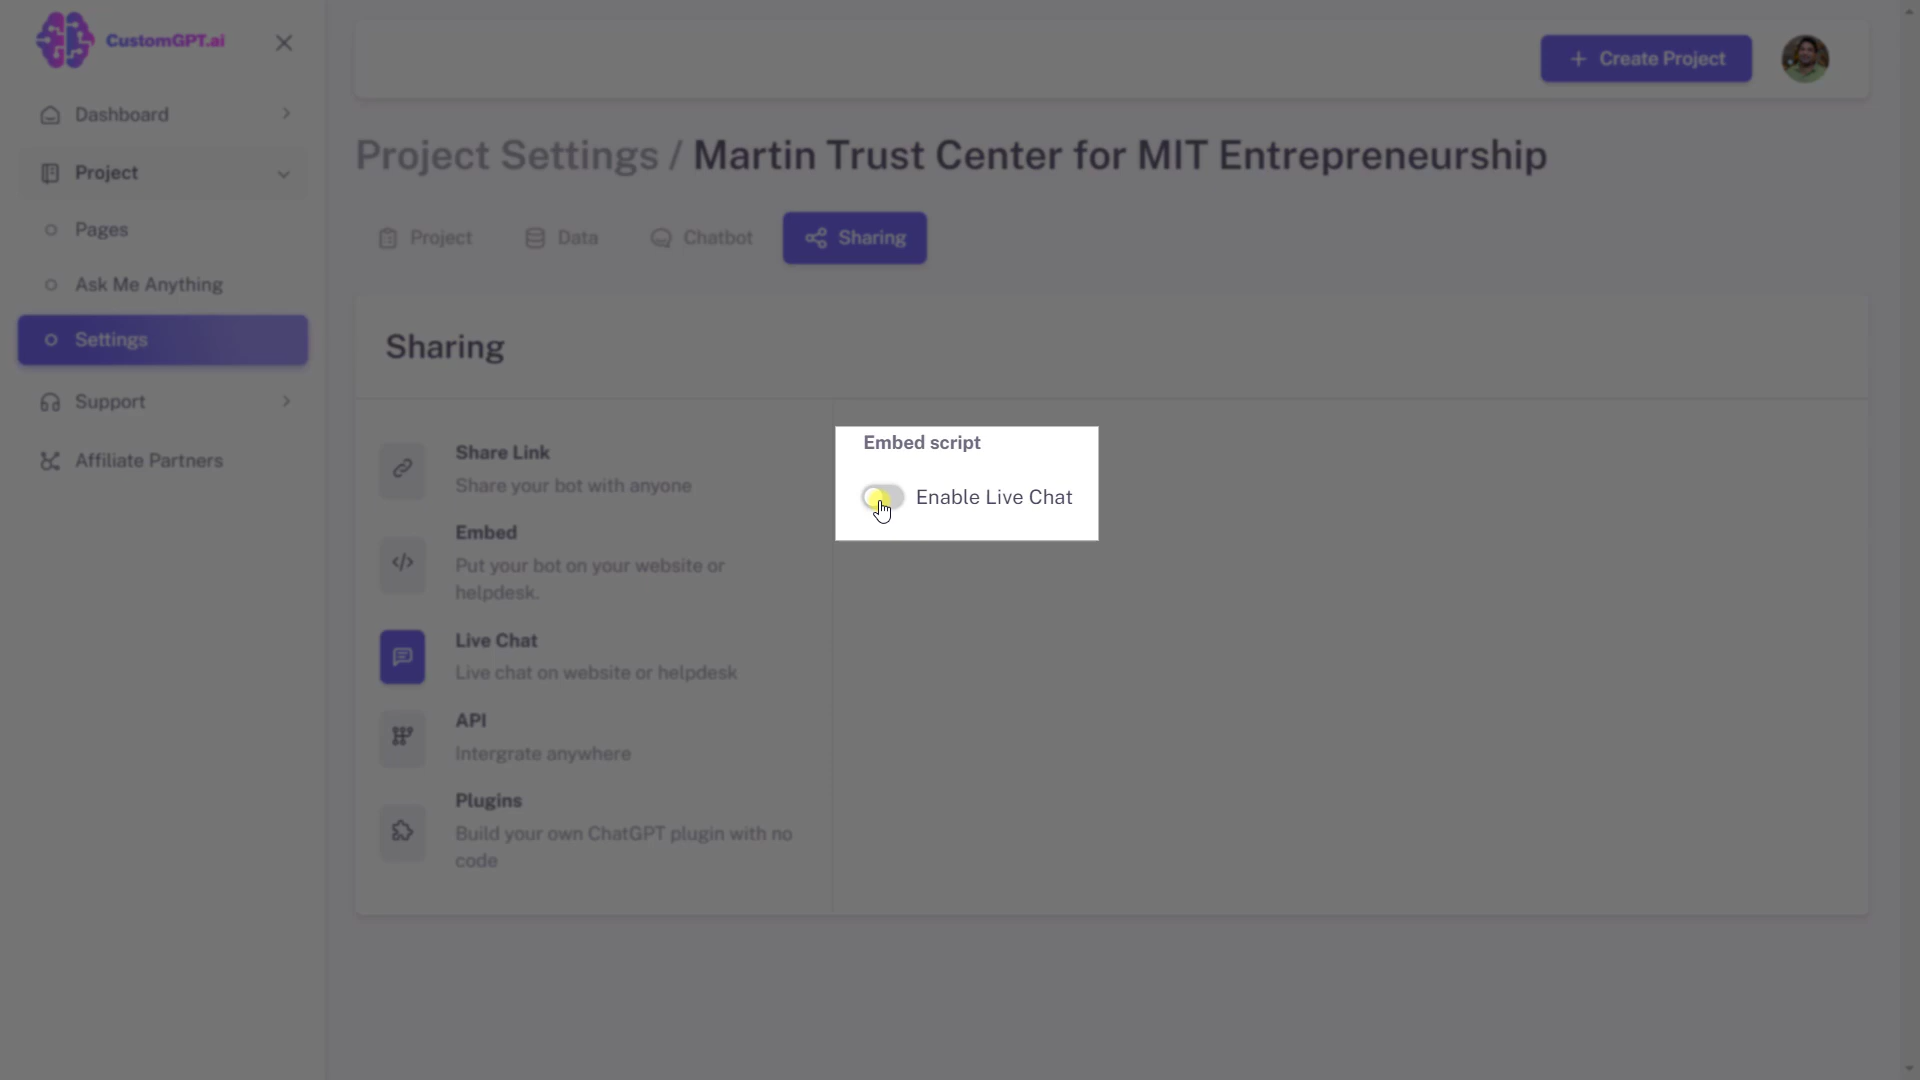 CustomGPT.ai
Create Project
Dashboard
Project
Pages
Ask Me Anything
Settings
Support
Affiliate Partners
Project Settings / Martin Trust Center for MIT Entrepreneurship
Project Data Chatbot Sharing
Sharing
Share Link
Share your bot with anyone
Embed
Put your bot on your website or
helpdesk.
Live Chat
Live chat on website or helpdesk
API
Intergrate anywhere
Plugins
Build your own ChatGPT plugin with no
code
Embed script
Enable Live Chat